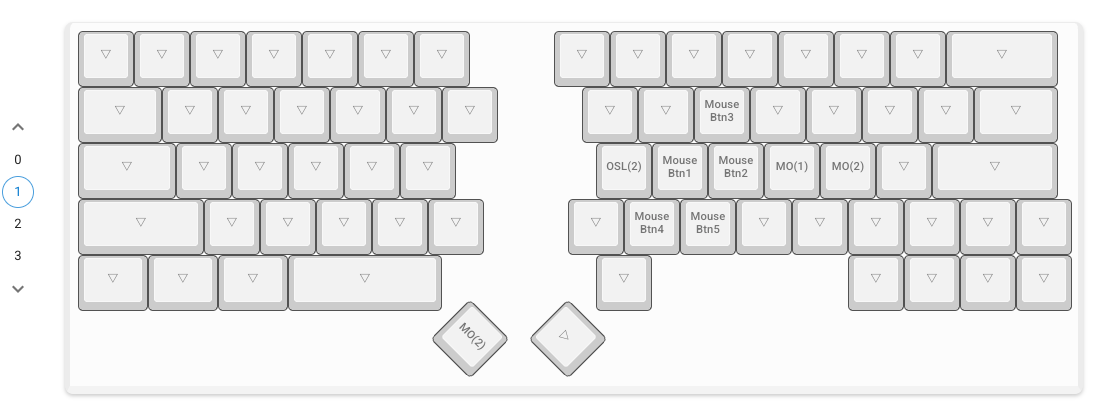 ▽ ▽ ▽ ▽ ▽ ▽ ▽ ▽ ▽ ▽ ▽ ▽ ▽ ▽ ▽
▽ ▽ ▽ ▽ ▽ ▽ ▽ ▽ ▽ Mouse Btn3 ▽ ▽ ▽ ▽ ▽
0
▽ ▽ ▽ ▽ ▽ ▽ OSL(2) Mouse Btn1 Mouse Btn2 MO(1) MO(2) ▽ ▽
1
2
▽ ▽ ▽ ▽ ▽ ▽ ▽ Mouse Btn4 Mouse Btn5 ▽ ▽ ▽ ▽ ▽ ▽
3
▽ ▽ ▽ ▽ ▽ ▽ ▽ ▽ ▽
MO(2) △